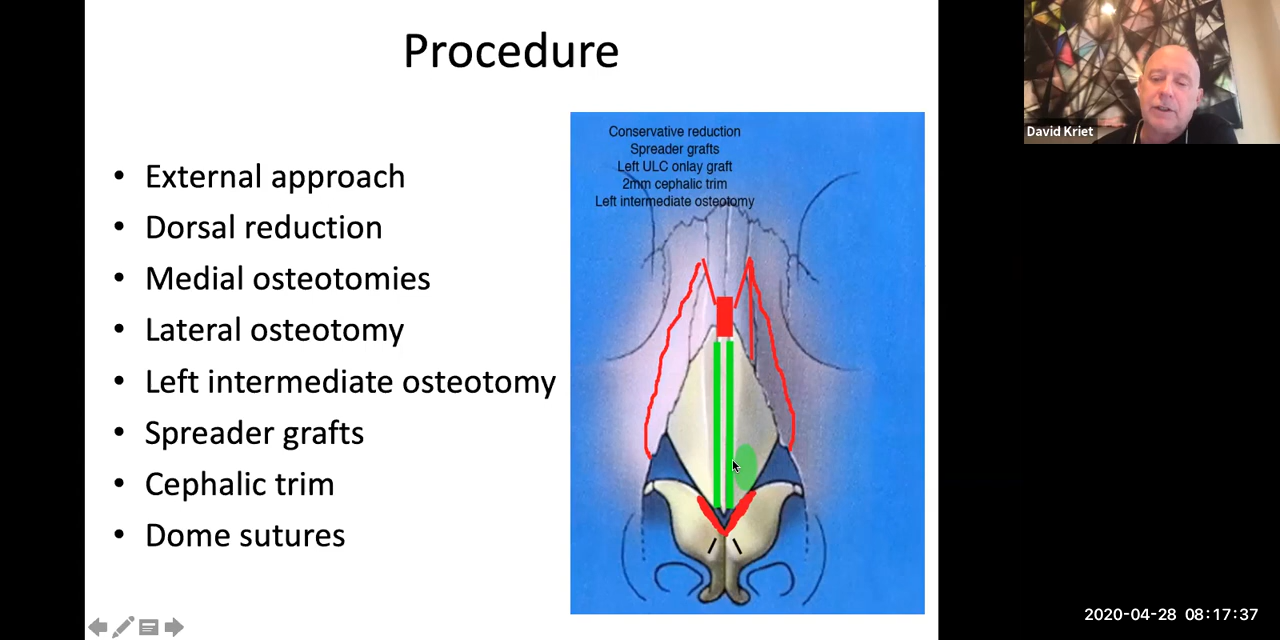 Procedure
• External approach
• Dorsal reduction
• Medial osteotomies
• Lateral osteotomy
• Left intermediate osteotomy
• Spreader grafts
• Cephalic trim
• Dome sutures
Conservative reduction
Spreader grafts
Left ULC onlay graft
2mm cephalic trim
Left intermediate osteotomy
David Kriet
2020-04-28 08:17:37